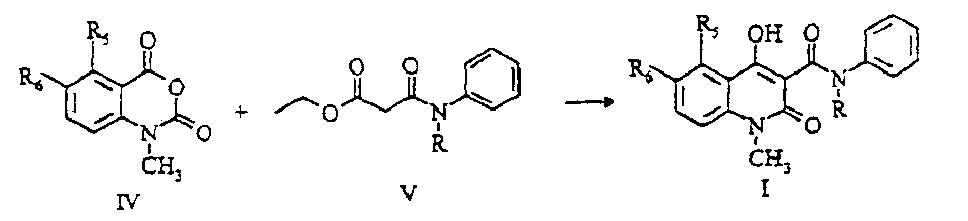 R₅ O
R₆ O
N O
CH₃
IV
+
O O
O N
R
V
R₅ OH O
R₆ N
R
N O
CH₃
I